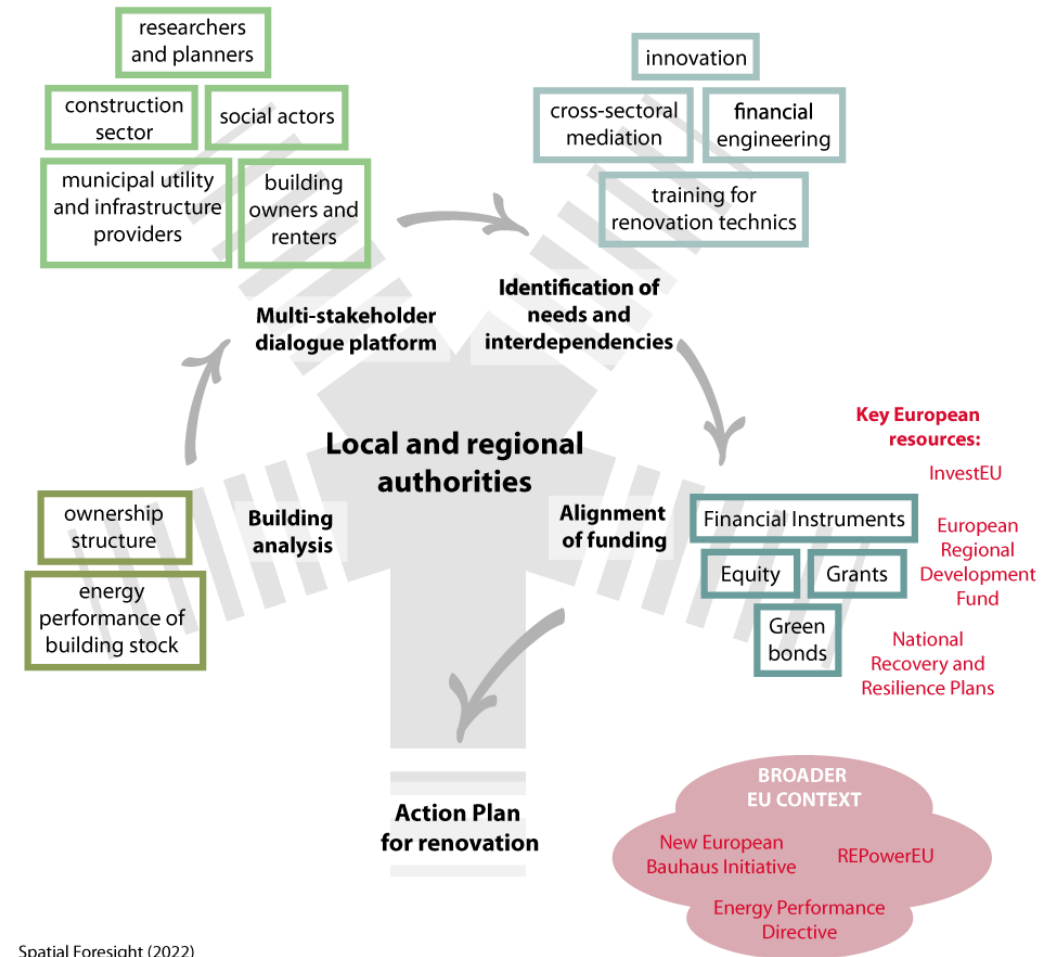 researchers
and planners
construction
sector
social actors
municipal utility
and infrastructure
providers
building
owners and
renters
innovation
cross-sectoral
mediation
financial
engineering
training for
renovation technics
Multi-stakeholder
dialogue platform
Identification of
needs and
interdependencies
Local and regional
authorities
ownership
structure
energy
performance of
building stock
Building
analysis
Alignment
of funding
Financial Instruments
Equity
Grants
Green
bonds
Key European
resources:
InvestEU
European
Regional
Development
Fund
National
Recovery and
Resilience Plans
Action Plan
for renovation
BROADER
EU CONTEXT
New European
Bauhaus Initiative
REPowerEU
Energy Performance
Directive
Spatial Foresight (2022)